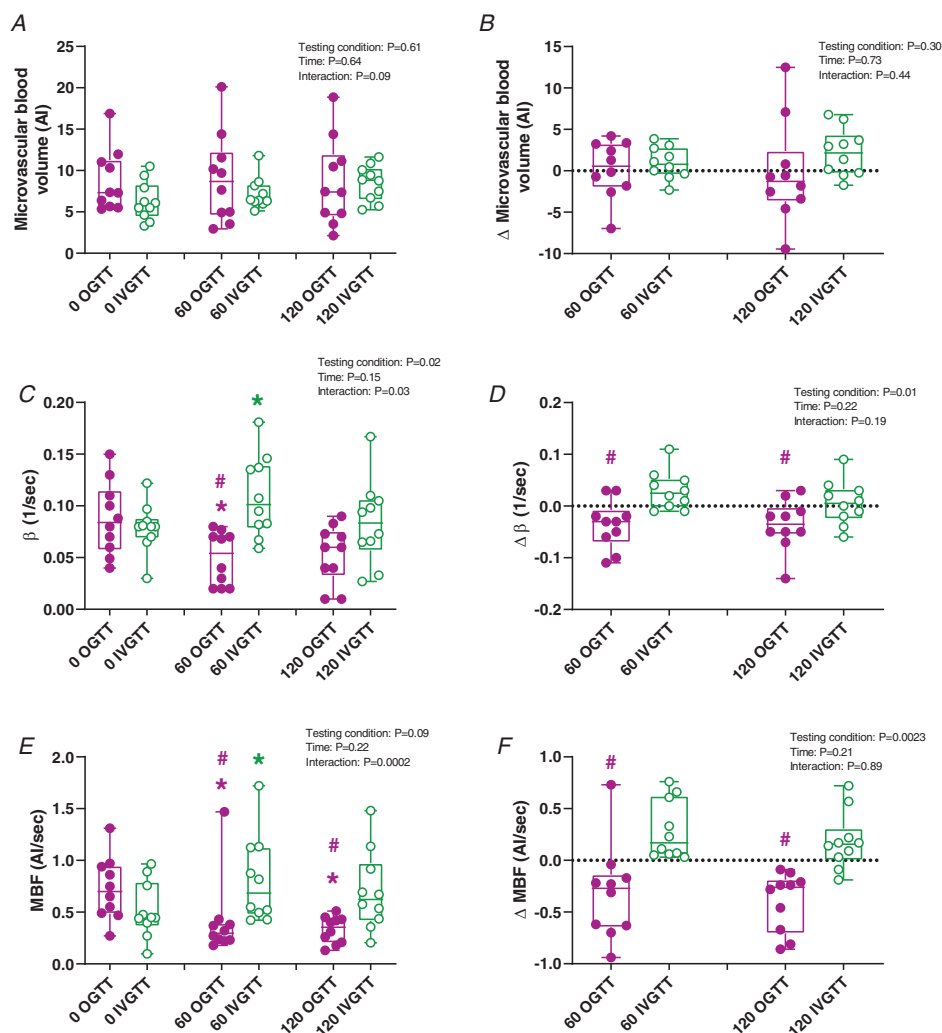 A
Testing condition: P=0.61
Time: P=0.64
Interaction: P=0.09
Microvascular blood
volume (AI)
25
20
15
10
5
0
0 OGTT
0 IVGTT
60 OGTT
60 IVGTT
120 OGTT
120 IVGTT
B
Testing condition: P=0.30
Time: P=0.73
Interaction: P=0.44
Δ Microvascular blood
volume (AI)
15
10
5
0
-5
-10
60 OGTT
60 IVGTT
120 OGTT
120 IVGTT
C
Testing condition: P=0.02
Time: P=0.15
Interaction: P=0.03
β (1/sec)
0.20
0.15
0.10
0.05
0.00
#
*
*
0 OGTT
0 IVGTT
60 OGTT
60 IVGTT
120 OGTT
120 IVGTT
D
Testing condition: P=0.01
Time: P=0.22
Interaction: P=0.19
Δ β (1/sec)
0.2
0.1
0.0
-0.1
-0.2
#
#
60 OGTT
60 IVGTT
120 OGTT
120 IVGTT
E
Testing condition: P=0.09
Time: P=0.22
Interaction: P=0.0002
MBF (AI/sec)
2.0
1.5
1.0
0.5
0.0
#
*
*
#
*
0 OGTT
0 IVGTT
60 OGTT
60 IVGTT
120 OGTT
120 IVGTT
F
Testing condition: P=0.0023
Time: P=0.21
Interaction: P=0.89
Δ MBF (AI/sec)
1.0
0.5
0.0
-0.5
-1.0
#
#
60 OGTT
60 IVGTT
120 OGTT
120 IVGTT